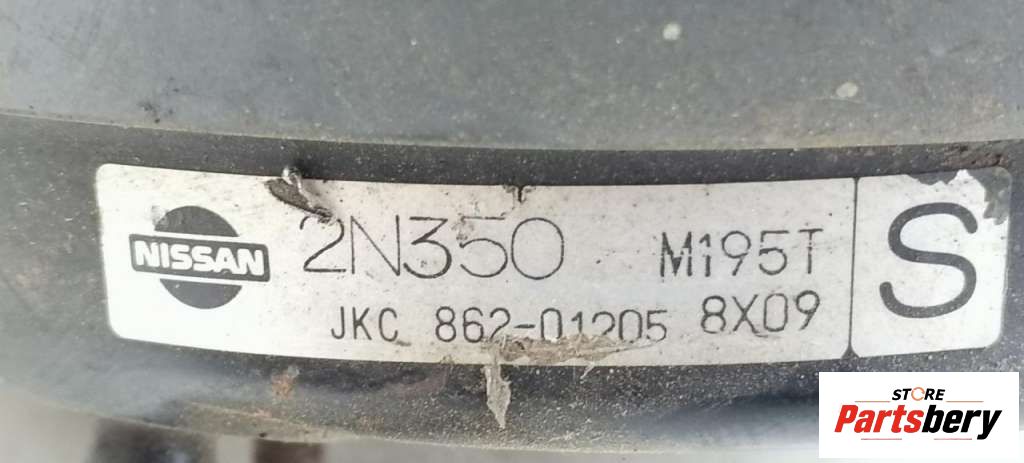 NISSAN
2N350 M195T
JKC 862-01205 8X09
S
STORE
Partsbery